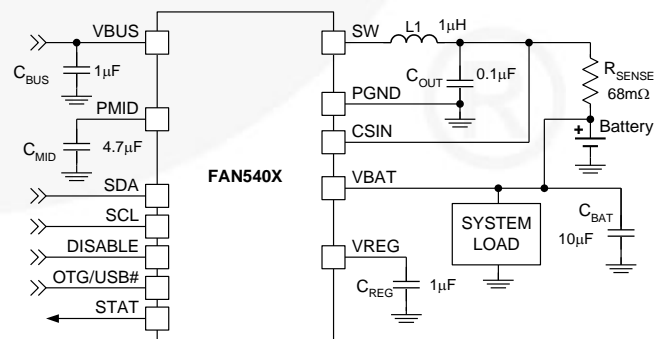 VBUS
C_BUS 1µF
PMID
C_MID 4.7µF
SDA
SCL
DISABLE
OTG/USB#
STAT
FAN540X
SW
L1 1µH
C_OUT 0.1µF
PGND
CSIN
VBAT
VREG
C_REG 1µF
R_SENSE
68mΩ
Battery
+
SYSTEM
LOAD
C_BAT
10µF
®